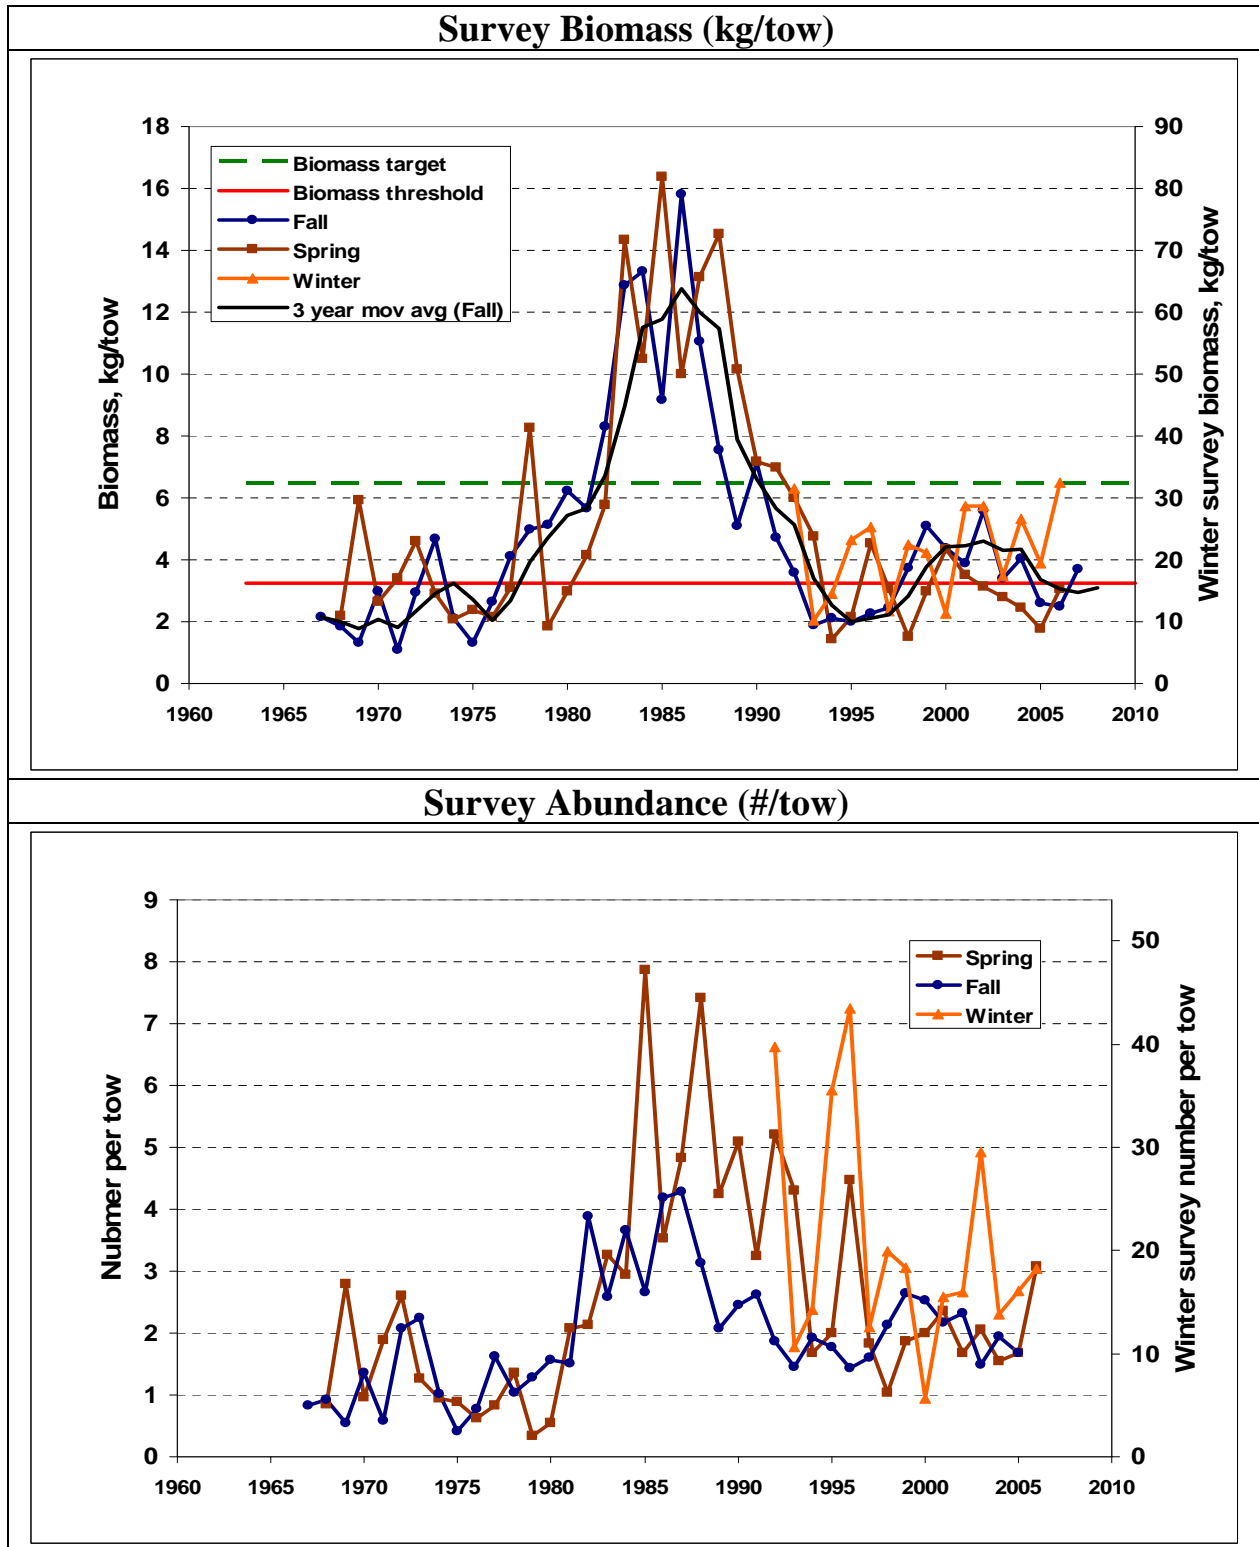 Survey Biomass (kg/tow)
18
16
14
12
10
8
6
4
2
0
Biomass, kg/tow
90
80
70
60
50
40
30
20
10
0
Winter survey biomass, kg/tow
Biomass target
Biomass threshold
Fall
Spring
Winter
3 year mov avg (Fall)
1960 1965 1970 1975 1980 1985 1990 1995 2000 2005 2010
Survey Abundance (#/tow)
9
8
7
6
5
4
3
2
1
0
Nubmer per tow
50
40
30
20
10
0
Winter survey number per tow
Spring
Fall
Winter
1960 1965 1970 1975 1980 1985 1990 1995 2000 2005 2010